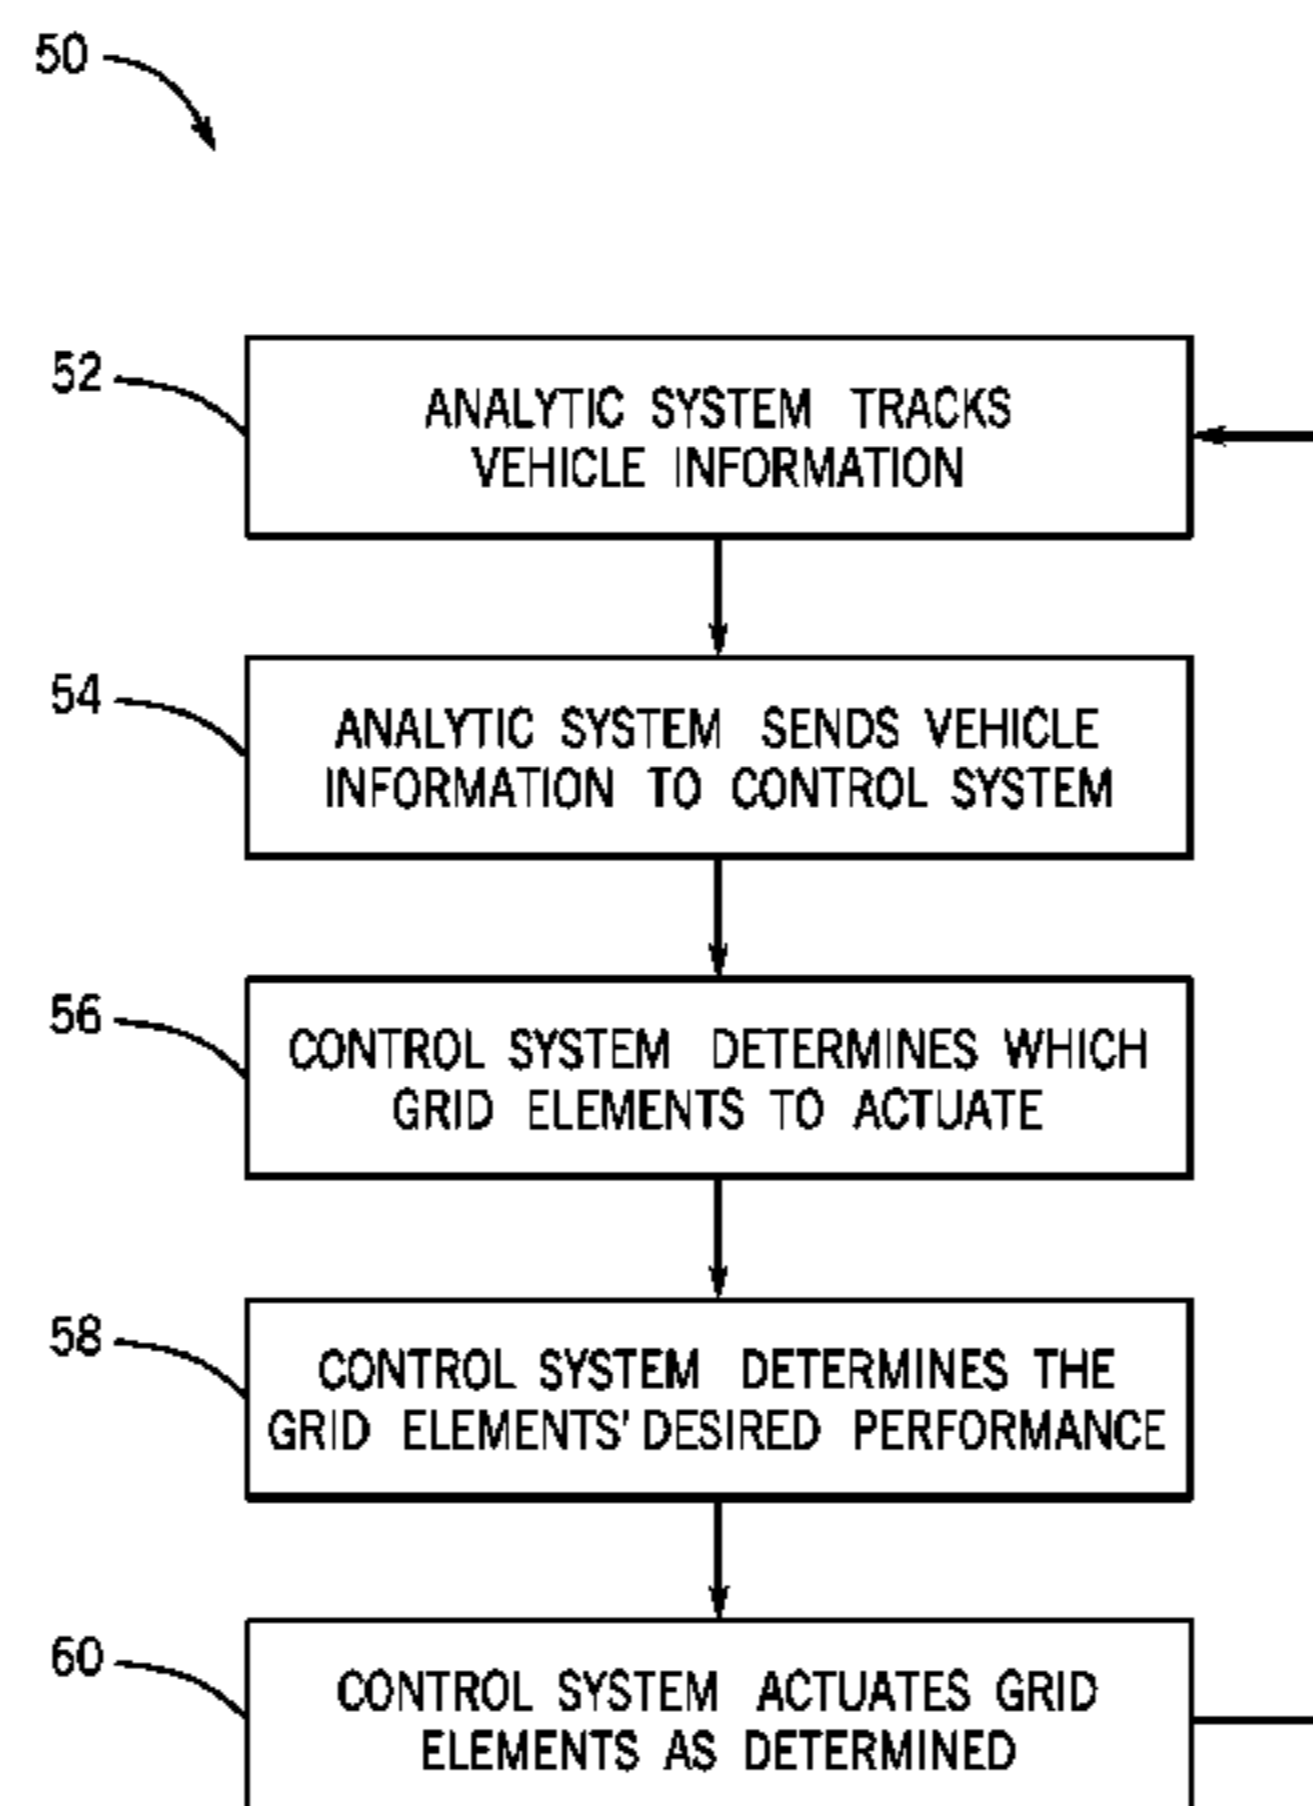 50
52
ANALYTIC SYSTEM TRACKS
VEHICLE INFORMATION
54
ANALYTIC SYSTEM SENDS VEHICLE
INFORMATION TO CONTROL SYSTEM
56
CONTROL SYSTEM DETERMINES WHICH
GRID ELEMENTS TO ACTUATE
58
CONTROL SYSTEM DETERMINES THE
GRID ELEMENTS' DESIRED PERFORMANCE
60
CONTROL SYSTEM ACTUATES GRID
ELEMENTS AS DETERMINED